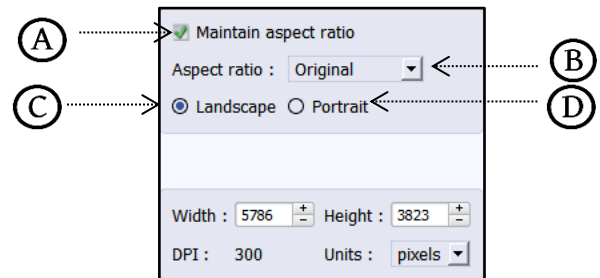 A Maintain aspect ratio
Aspect ratio : Original B
C Landscape Portrait D
Width : 5786 + - Height : 3823 + -
DPI : 300 Units : pixels